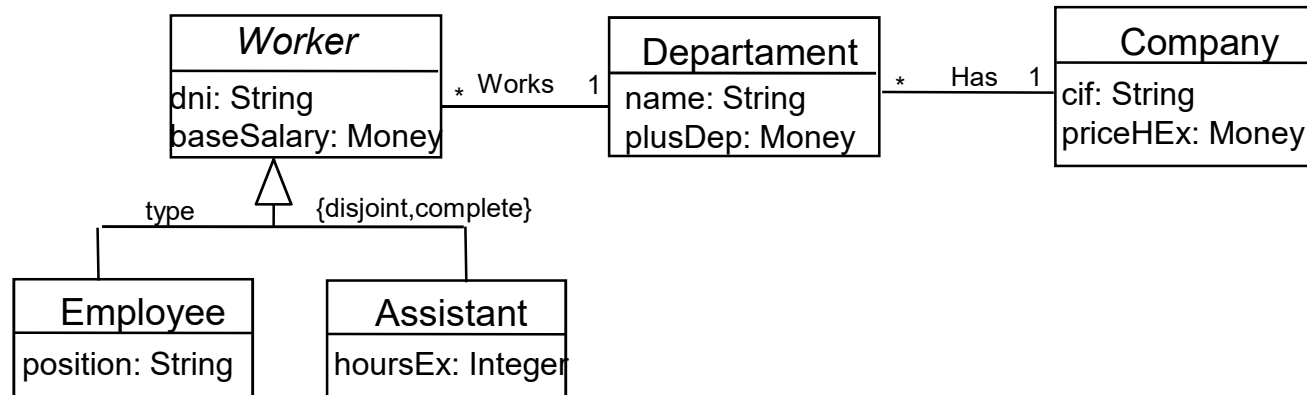 Worker
dni: String
baseSalary: Money
* Works 1
Departament
name: String
plusDep: Money
* Has 1
Company
cif: String
priceHEx: Money
type
{disjoint,complete}
Employee
position: String
Assistant
hoursEx: Integer